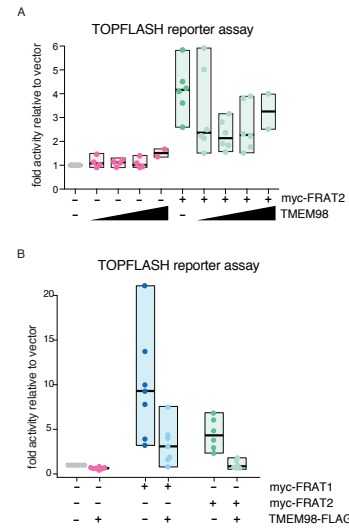 A
TOPFLASH reporter assay
fold activity relative to vector
6
5
4
3
2
1
0
– – – – – + + + + + myc-FRAT2
– – TMEM98
B
TOPFLASH reporter assay
fold activity relative to vector
20
15
10
5
0
– – + + – – myc-FRAT1
– – – – + + myc-FRAT2
– + – + – + TMEM98-FLAG